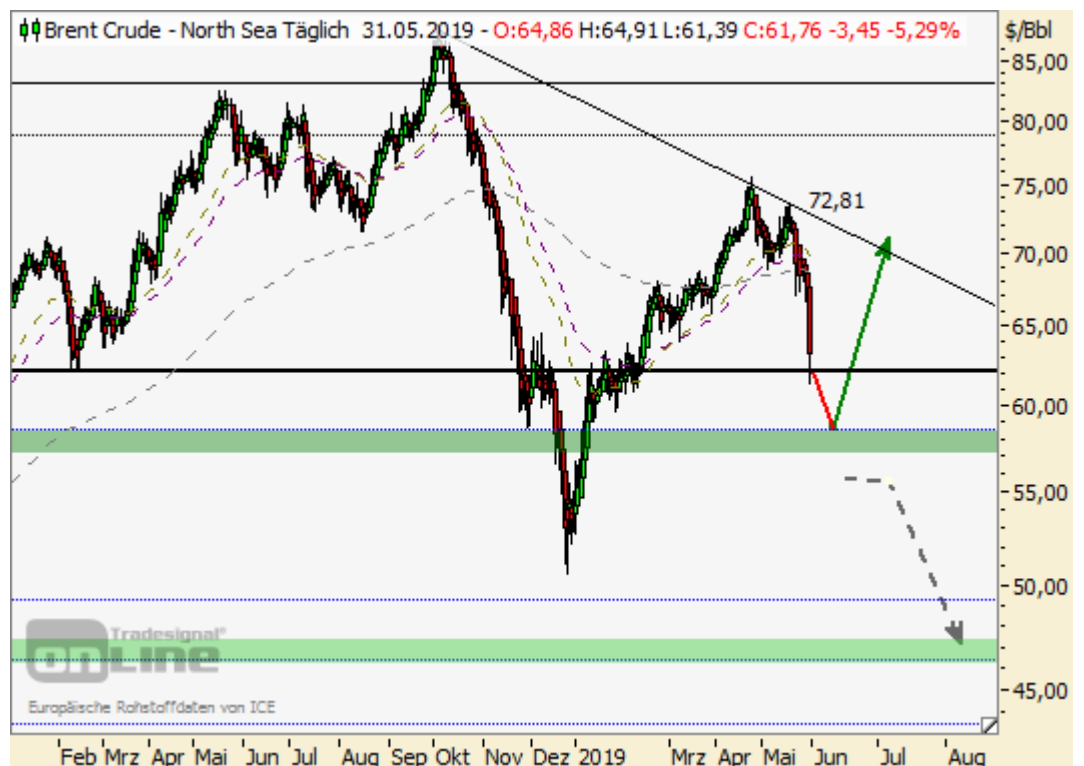 Brent Crude - North Sea Täglich 31.05.2019 - O:64,86 H:64,91 L:61,39 C:61,76 -3,45 -5,29%
$/Bbl
85,00
80,00
75,00
72,81
70,00
65,00
60,00
55,00
50,00
Tradesignal®
onLine
45,00
Europäische Rohstoffdaten von ICE
Feb Mrz Apr Mai Jun Jul Aug Sep Okt Nov Dez 2019 Mrz Apr Mai Jun Jul Aug